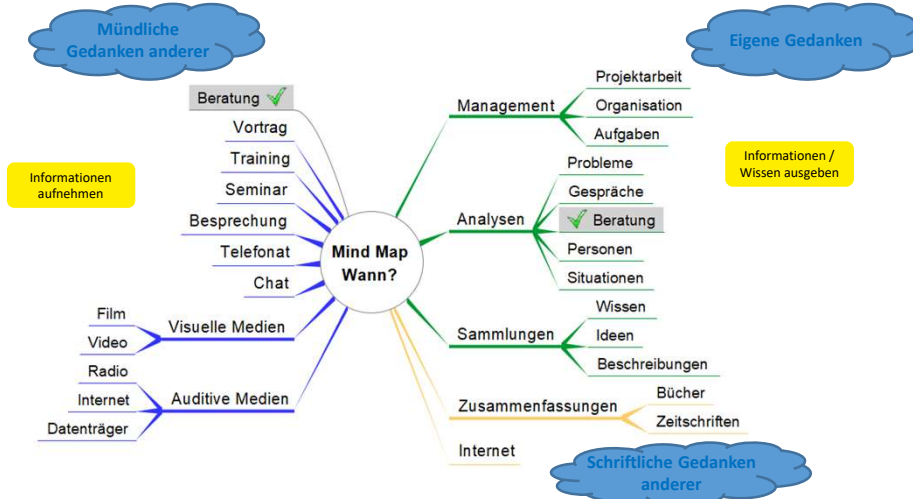 Mündliche
Gedanken anderer
Eigene Gedanken
Informationen
aufnehmen
Informationen /
Wissen ausgeben
Mind Map
Wann?
Beratung
Vortrag
Training
Seminar
Besprechung
Telefonat
Chat
Visuelle Medien
Film
Video
Auditive Medien
Radio
Internet
Datenträger
Management
Projektarbeit
Organisation
Aufgaben
Analysen
Probleme
Gespräche
Beratung
Personen
Situationen
Sammlungen
Wissen
Ideen
Beschreibungen
Zusammenfassungen
Bücher
Zeitschriften
Internet
Schriftliche Gedanken
anderer